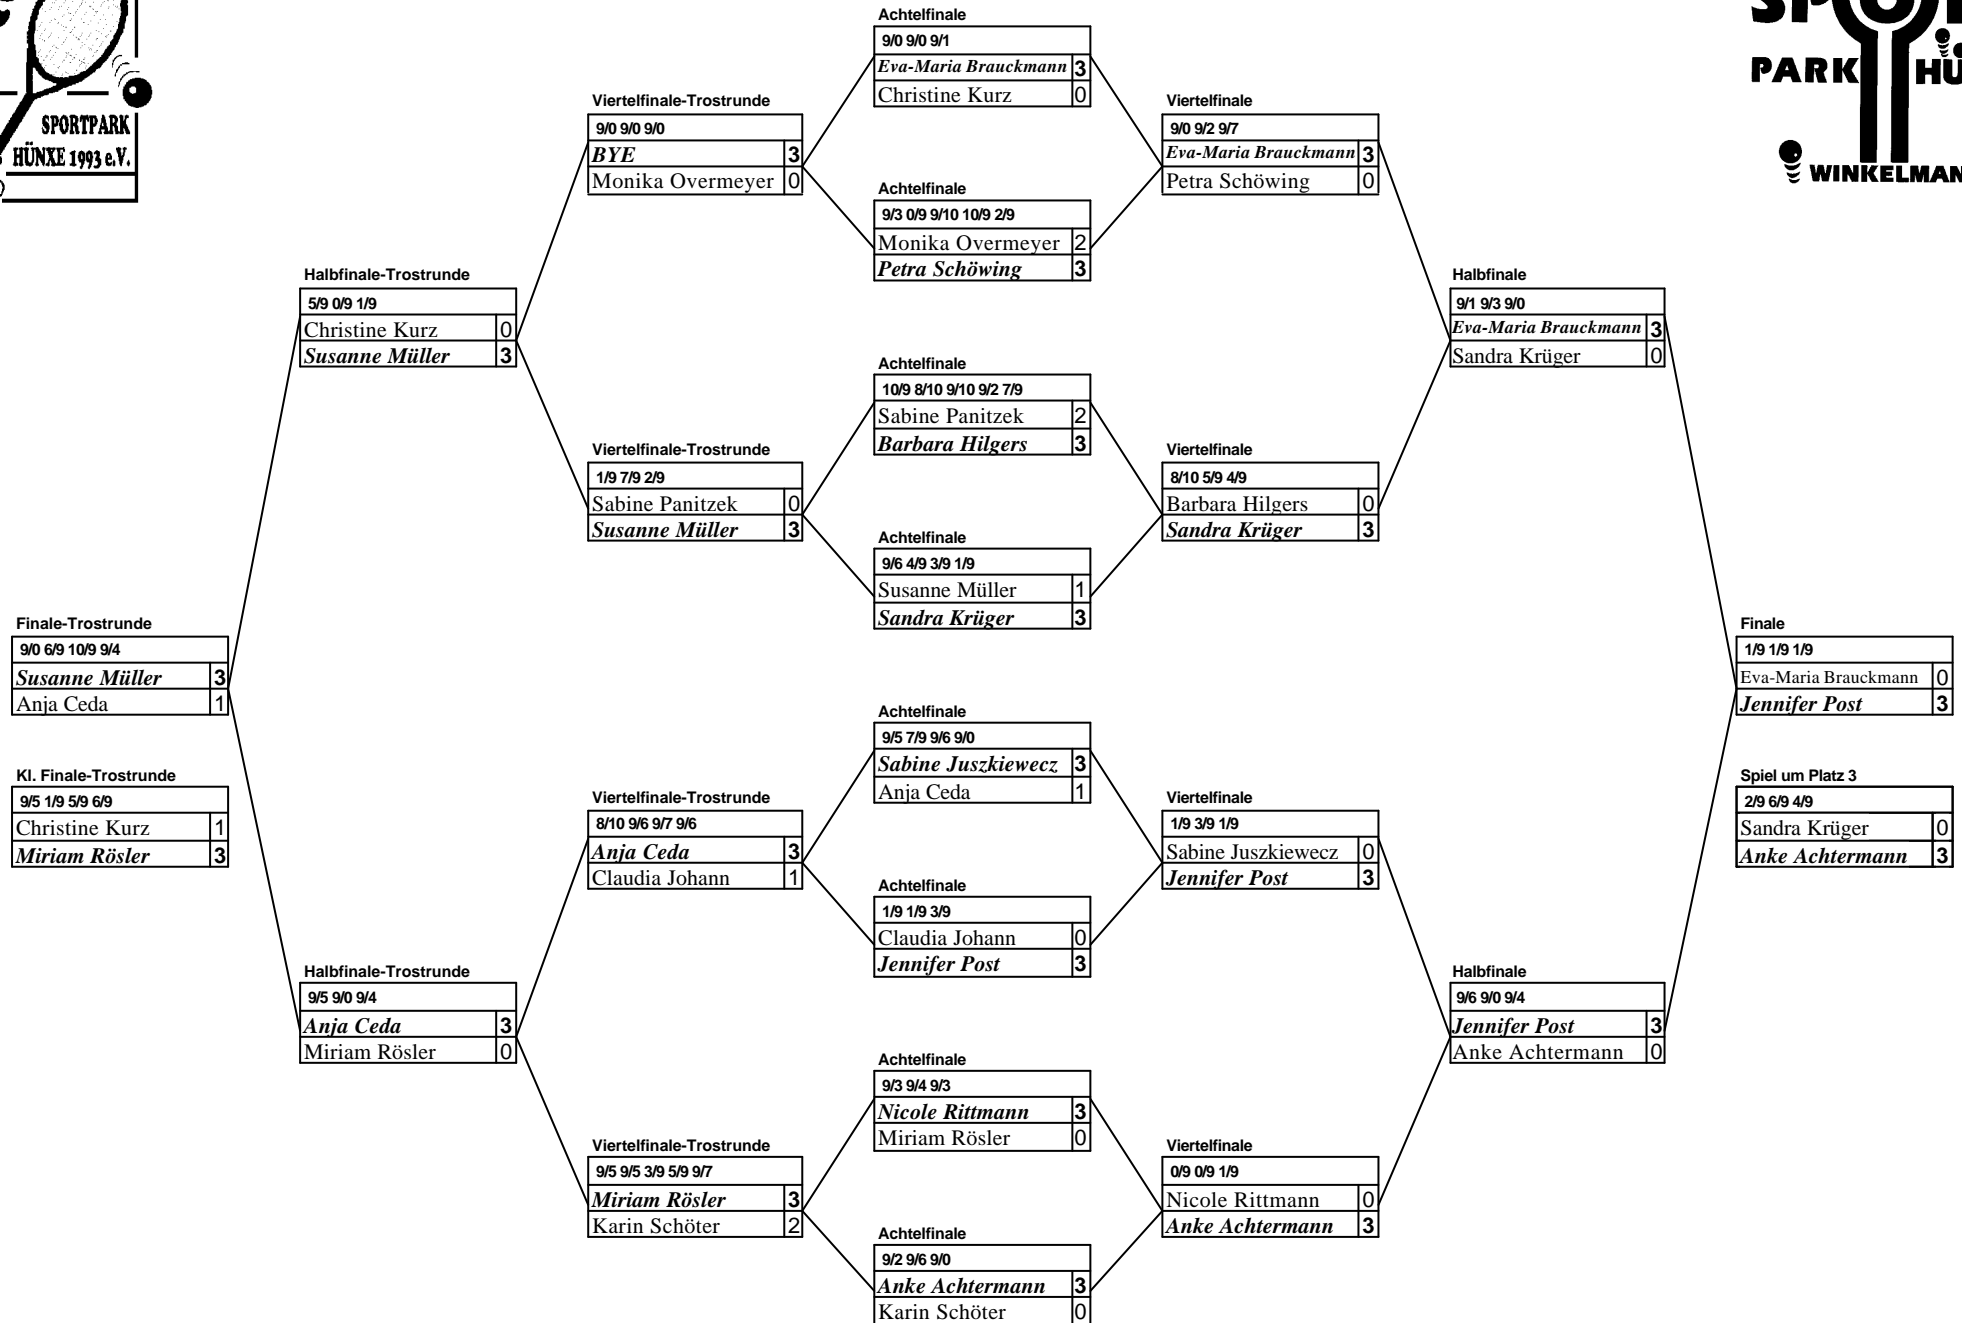 SPORTPARK
HÜNXE 1993 e.V.
PARK
WINKELMAN
Achtelfinale
9/0 9/0 9/1
Eva-Maria Brauckmann 3
Christine Kurz 0
Viertelfinale-Trostrunde
9/0 9/0 9/0
BYE 3
Monika Overmeyer 0
Viertelfinale
9/0 9/2 9/7
Eva-Maria Brauckmann 3
Petra Schöwing 0
Achtelfinale
9/3 0/9 9/10 10/9 2/9
Monika Overmeyer 2
Petra Schöwing 3
Halbfinale-Trostrunde
5/9 0/9 1/9
Christine Kurz 0
Susanne Müller 3
Halbfinale
9/1 9/3 9/0
Eva-Maria Brauckmann 3
Sandra Krüger 0
Achtelfinale
10/9 8/10 9/10 9/2 7/9
Sabine Panitzek 2
Barbara Hilgers 3
Viertelfinale-Trostrunde
1/9 7/9 2/9
Sabine Panitzek 0
Susanne Müller 3
Viertelfinale
8/10 5/9 4/9
Barbara Hilgers 0
Sandra Krüger 3
Achtelfinale
9/6 4/9 3/9 1/9
Susanne Müller 1
Sandra Krüger 3
Finale-Trostrunde
9/0 6/9 10/9 9/4
Susanne Müller 3
Anja Ceda 1
Finale
1/9 1/9 1/9
Eva-Maria Brauckmann 0
Jennifer Post 3
Achtelfinale
9/5 7/9 9/6 9/0
Sabine Juszkiewecz 3
Anja Ceda 1
Kl. Finale-Trostrunde
9/5 1/9 5/9 6/9
Christine Kurz 1
Miriam Rösler 3
Spiel um Platz 3
2/9 6/9 4/9
Sandra Krüger 0
Anke Achtermann 3
Viertelfinale-Trostrunde
8/10 9/6 9/7 9/6
Anja Ceda 3
Claudia Johann 1
Viertelfinale
1/9 3/9 1/9
Sabine Juszkiewecz 0
Jennifer Post 3
Achtelfinale
1/9 1/9 3/9
Claudia Johann 0
Jennifer Post 3
Halbfinale-Trostrunde
9/5 9/0 9/4
Anja Ceda 3
Miriam Rösler 0
Halbfinale
9/6 9/0 9/4
Jennifer Post 3
Anke Achtermann 0
Achtelfinale
9/3 9/4 9/3
Nicole Rittmann 3
Miriam Rösler 0
Viertelfinale-Trostrunde
9/5 9/5 3/9 5/9 9/7
Miriam Rösler 3
Karin Schöter 2
Viertelfinale
0/9 0/9 1/9
Nicole Rittmann 0
Anke Achtermann 3
Achtelfinale
9/2 9/6 9/0
Anke Achtermann 3
Karin Schöter 0